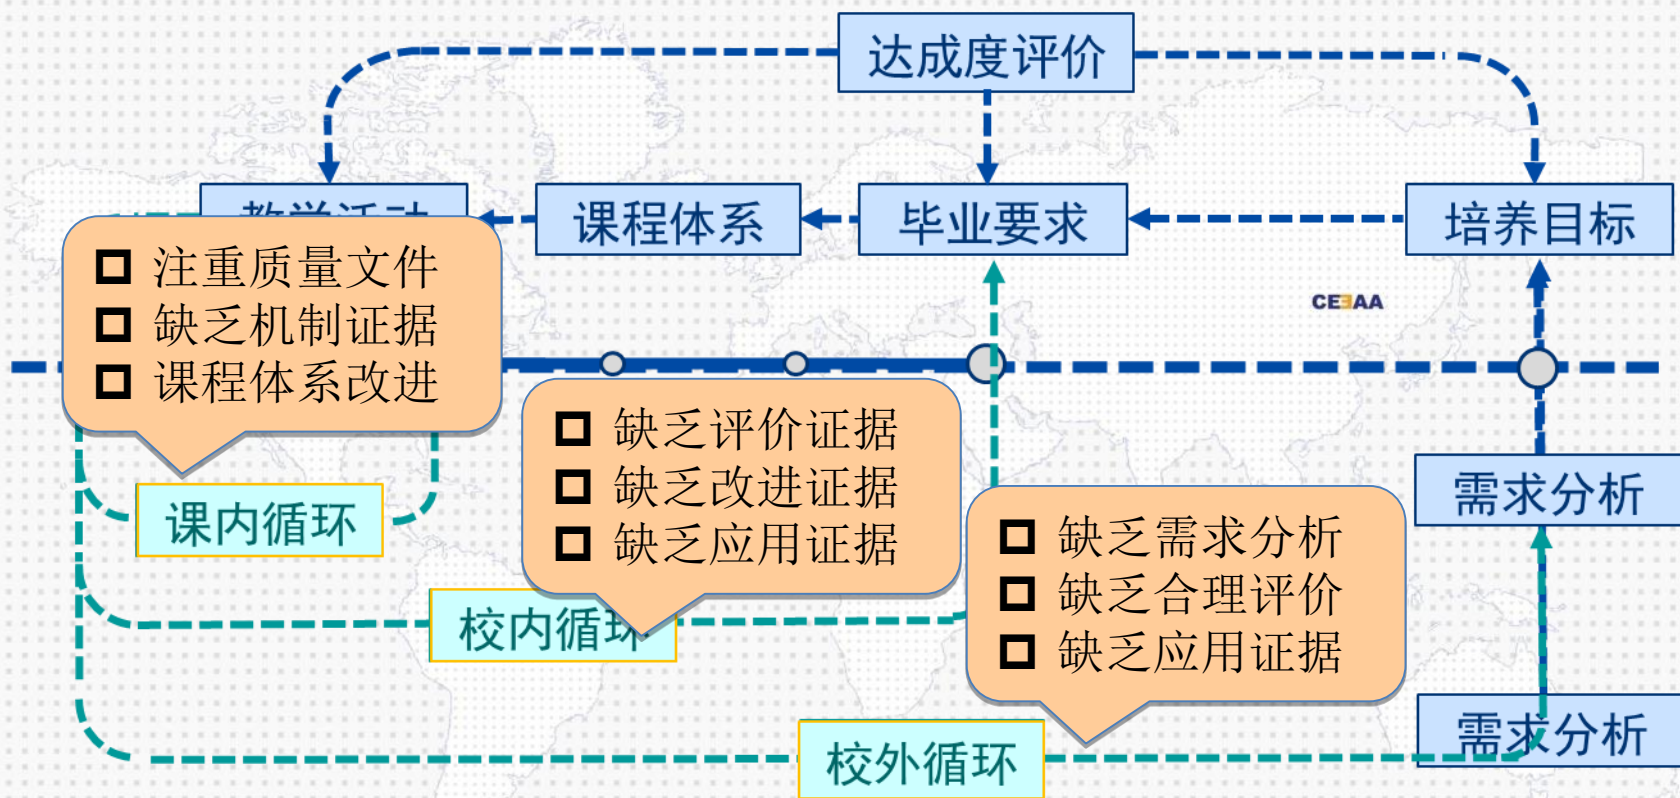 达成度评价
教学活动
课程体系
毕业要求
培养目标
注重质量文件
缺乏机制证据
课程体系改进
CEEAA
缺乏评价证据
缺乏改进证据
缺乏应用证据
需求分析
课内循环
缺乏需求分析
缺乏合理评价
缺乏应用证据
校内循环
需求分析
校外循环